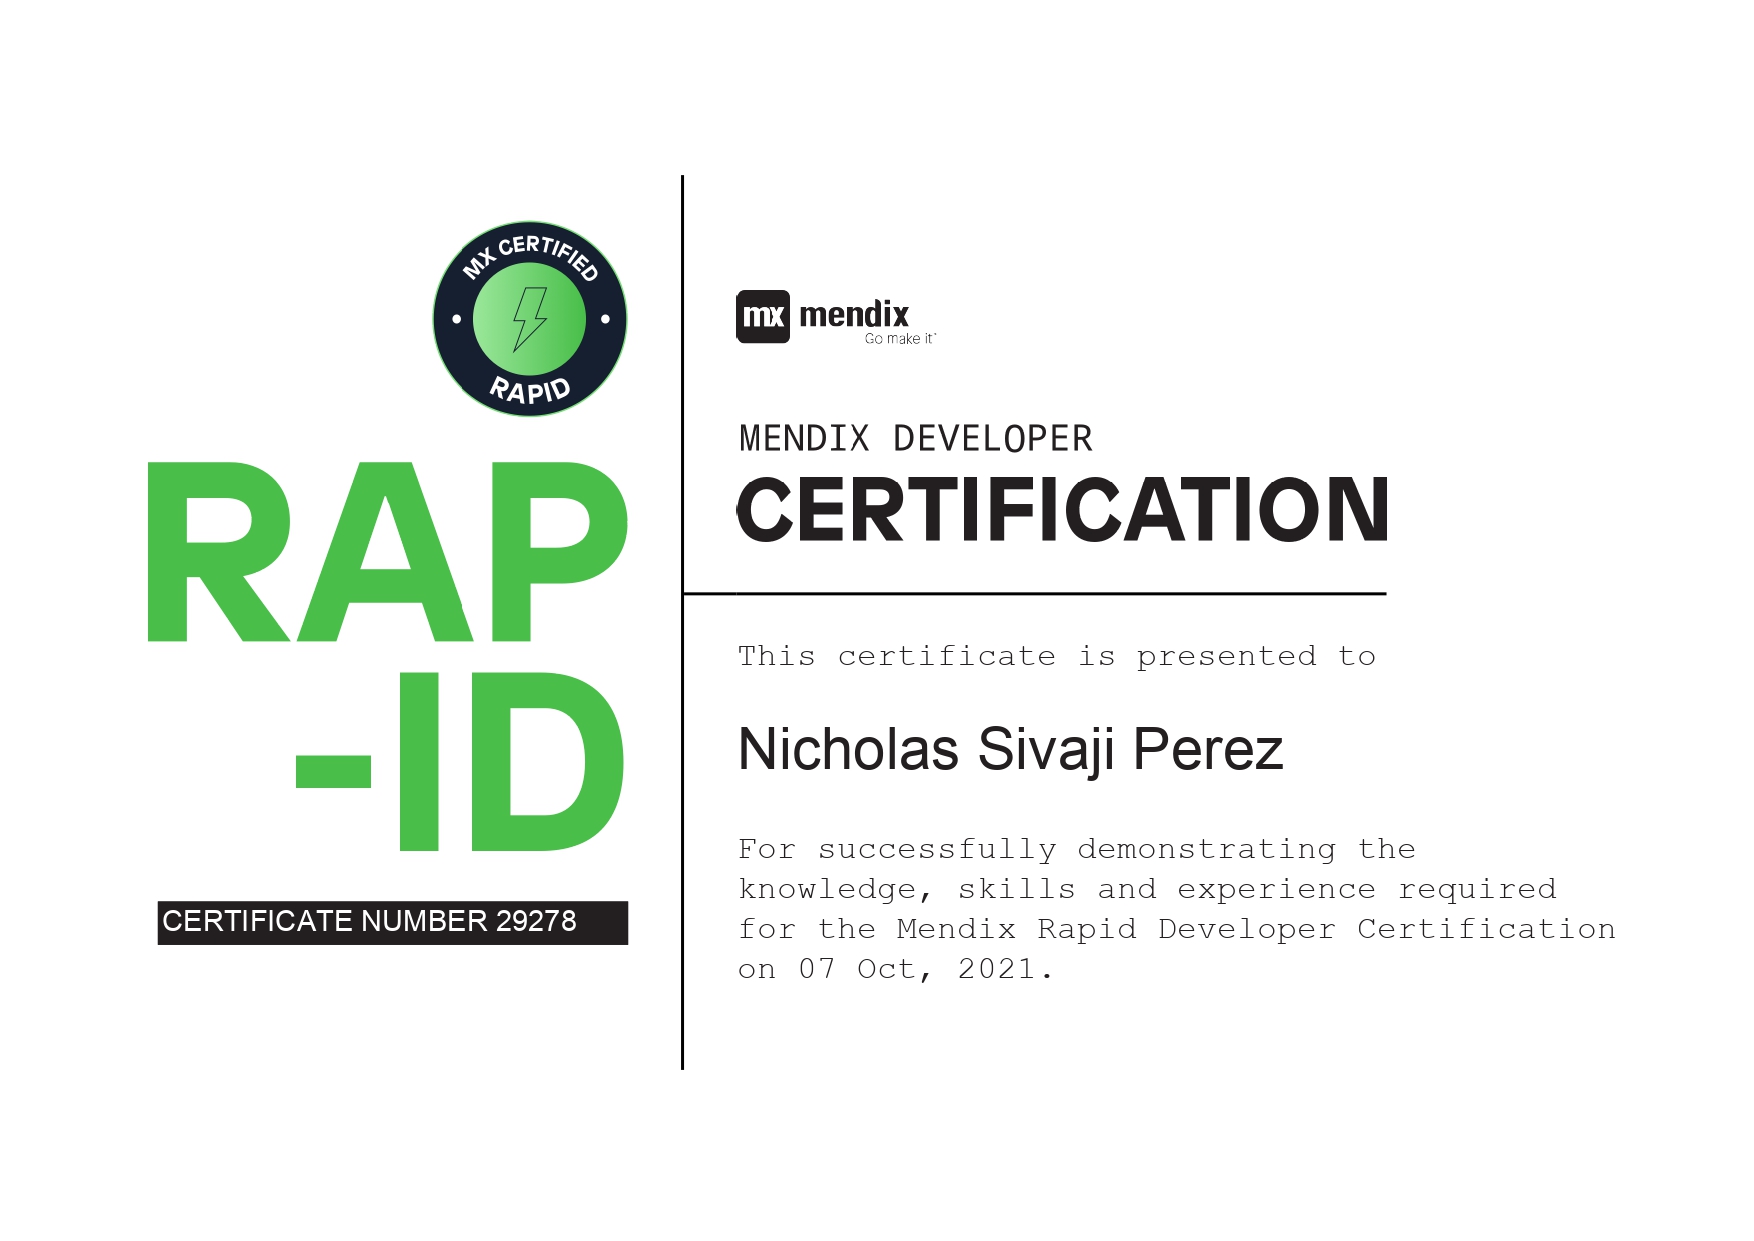 MX CERTIFIED
RAPID
RAP
-ID
CERTIFICATE NUMBER 29278
mx mendix
Go make it
MENDIX DEVELOPER
CERTIFICATION
This certificate is presented to
Nicholas Sivaji Perez
For successfully demonstrating the
knowledge, skills and experience required
for the Mendix Rapid Developer Certification
on 07 Oct, 2021.